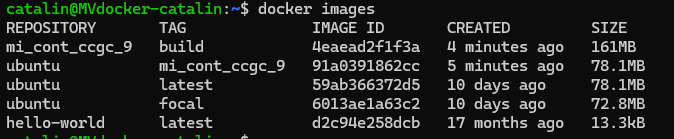 catalin@MVdocker-catalin:~$ docker images
REPOSITORY TAG IMAGE ID CREATED SIZE
mi_cont_ccgc_9 build 4eaead2f1f3a 4 minutes ago 161MB
ubuntu mi_cont_ccgc_9 91a0391862cc 5 minutes ago 78.1MB
ubuntu latest 59ab366372d5 10 days ago 78.1MB
ubuntu focal 6013ae1a63c2 10 days ago 72.8MB
hello-world latest d2c94e258dcb 17 months ago 13.3kB